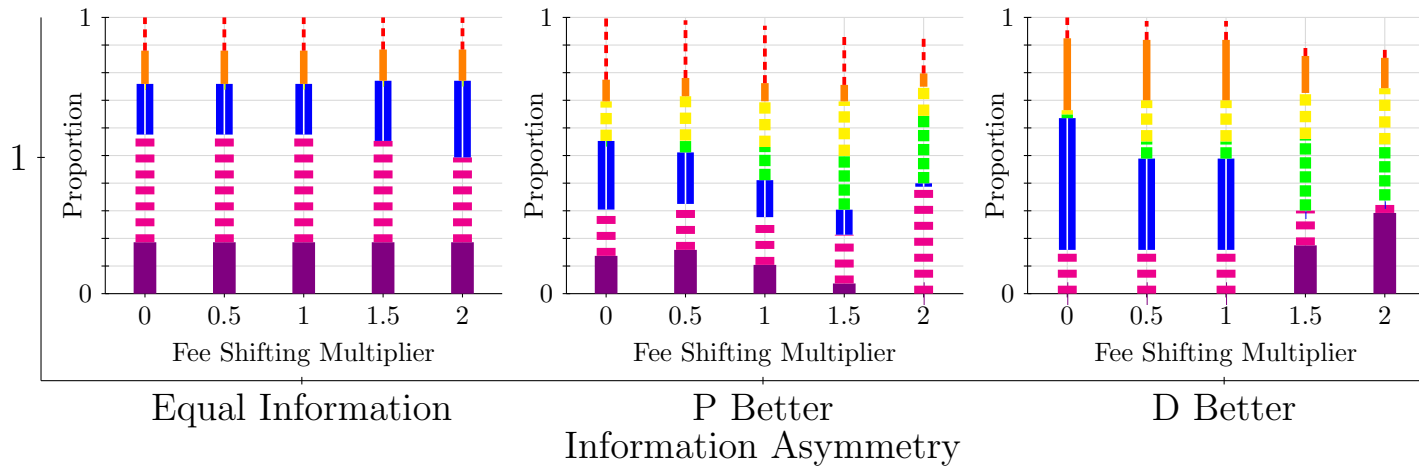 1 1 1
Proportion Proportion Proportion
1
0 0 0
0 0.5 1 1.5 2 0 0.5 1 1.5 2 0 0.5 1 1.5 2
Fee Shifting Multiplier Fee Shifting Multiplier Fee Shifting Multiplier
Equal Information P Better D Better
Information Asymmetry